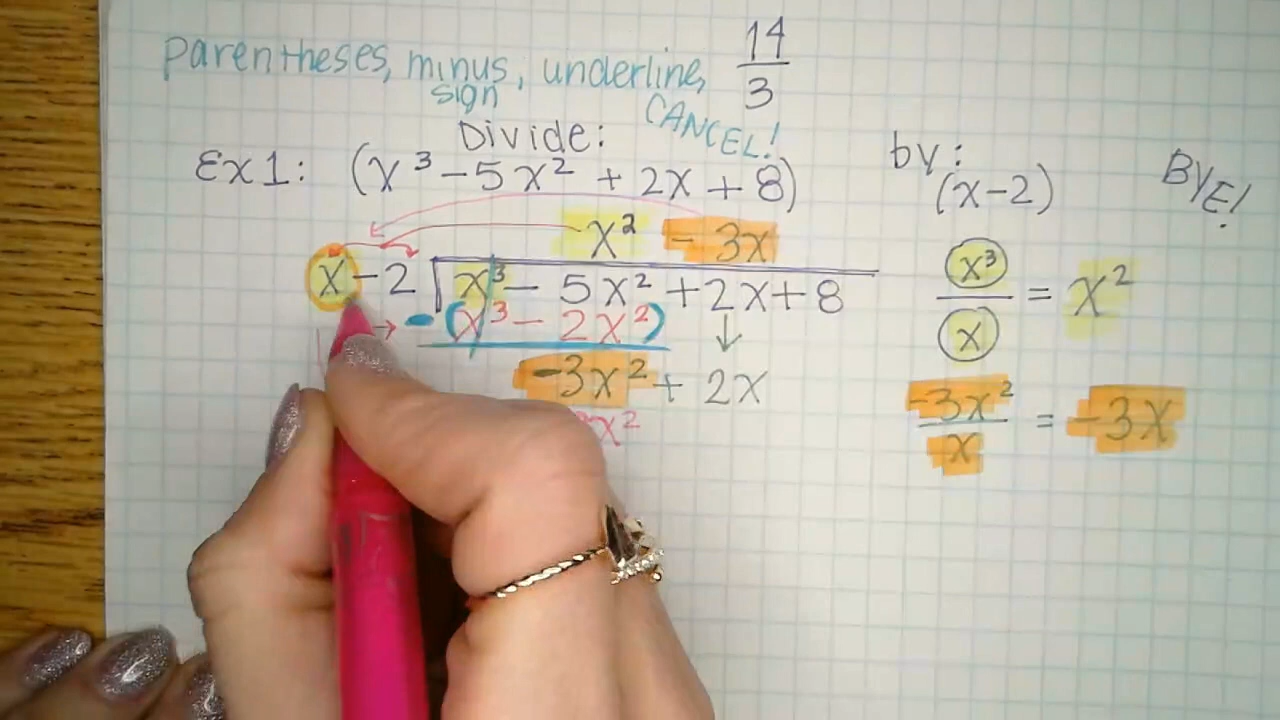 parentheses, minus sign, underline, CANCEL!
14
3
Divide: by: BYE!
Ex1: (x³ -5x² + 2x + 8) (x-2)
x² - 3x
x - 2 x³ - 5x² + 2x + 8
-(x³ - 2x²)
-3x² + 2x
x²
x³
x
= x²
-3x²
x
= -3x